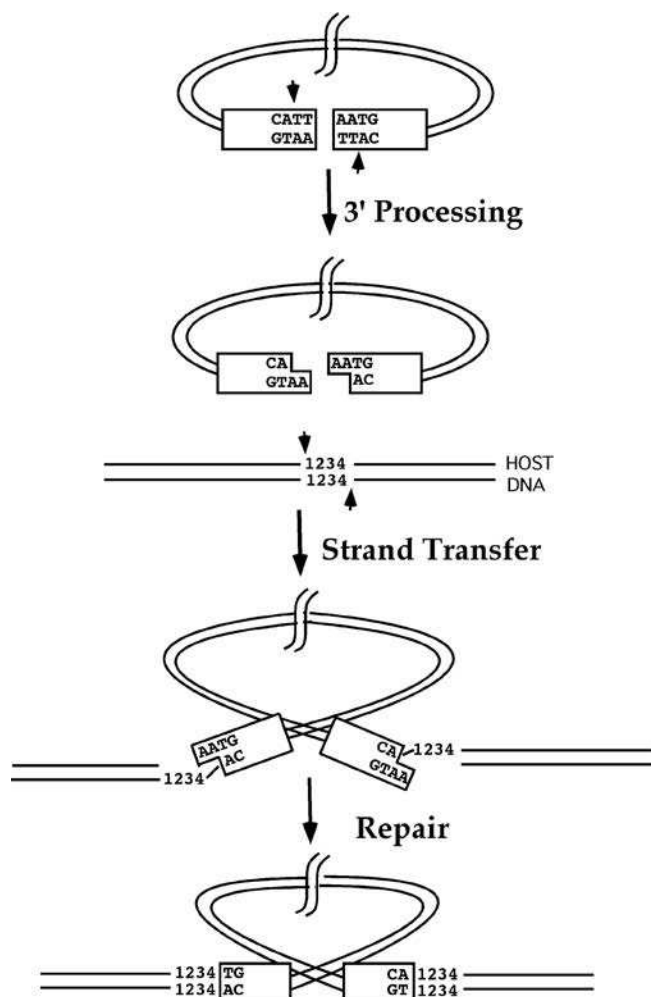 CATT AATG
GTAA TTAC
3' Processing
CA AATG
GTAA AC
1234 HOST
1234 DNA
Strand Transfer
AATG CA 1234
AC GTAA
1234
Repair
1234 TG CA 1234
1234 AC GT 1234